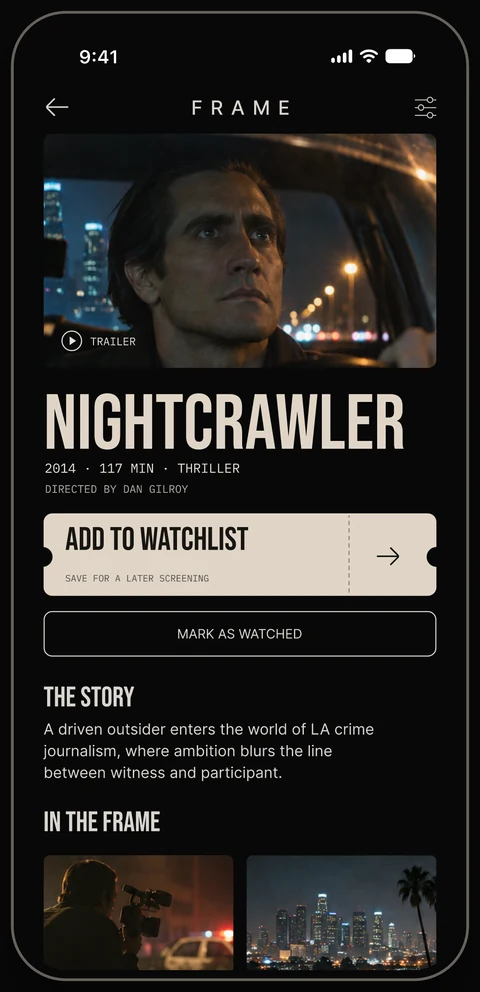 9:41
FRAME
TRAILER
NIGHTCRAWLER
2014 · 117 MIN · THRILLER
DIRECTED BY DAN GILROY
ADD TO WATCHLIST
SAVE FOR A LATER SCREENING
MARK AS WATCHED
THE STORY
A driven outsider enters the world of LA crime
journalism, where ambition blurs the line
between witness and participant.
IN THE FRAME